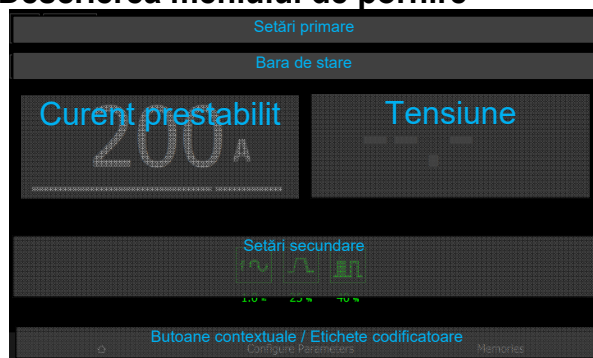 Descrierea meniului de pornire
Setări primare
Bara de stare
Curent prestabilit
Tensiune
200 A
Setări secundare
1.0 s 25 % 40 %
Butoane contextuale / Etichete codificatoare
Configure Parameters Memories